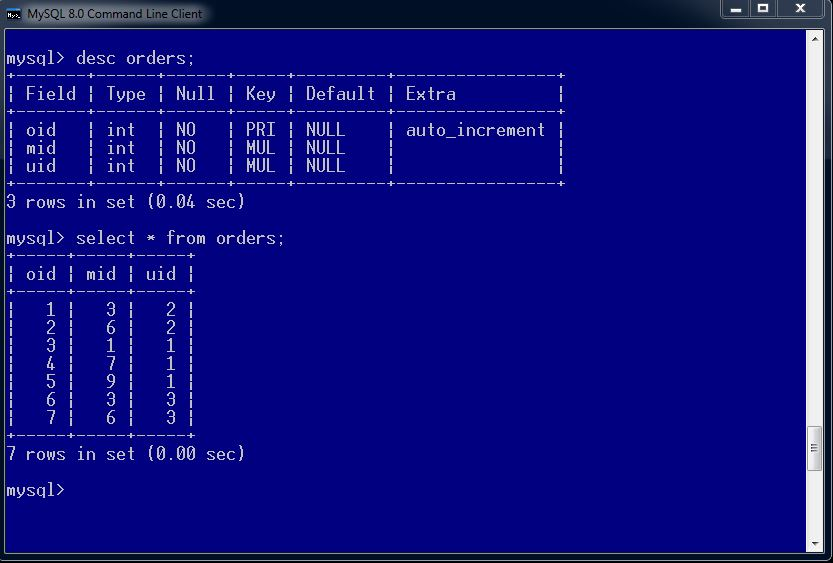 MySQL 8.0 Command Line Client
mysql> desc orders;
+-------+------+------+-----+---------+----------------+
| Field | Type | Null | Key | Default | Extra          |
+-------+------+------+-----+---------+----------------+
| oid   | int  | NO   | PRI | NULL    | auto_increment |
| mid   | int  | NO   | MUL | NULL    |                |
| uid   | int  | NO   | MUL | NULL    |                |
+-------+------+------+-----+---------+----------------+
3 rows in set (0.04 sec)
mysql> select * from orders;
+-----+-----+-----+
| oid | mid | uid |
+-----+-----+-----+
|   1 |   3 |   2 |
|   2 |   6 |   2 |
|   3 |   1 |   1 |
|   4 |   7 |   1 |
|   5 |   9 |   1 |
|   6 |   3 |   3 |
|   7 |   6 |   3 |
+-----+-----+-----+
7 rows in set (0.00 sec)
mysql>